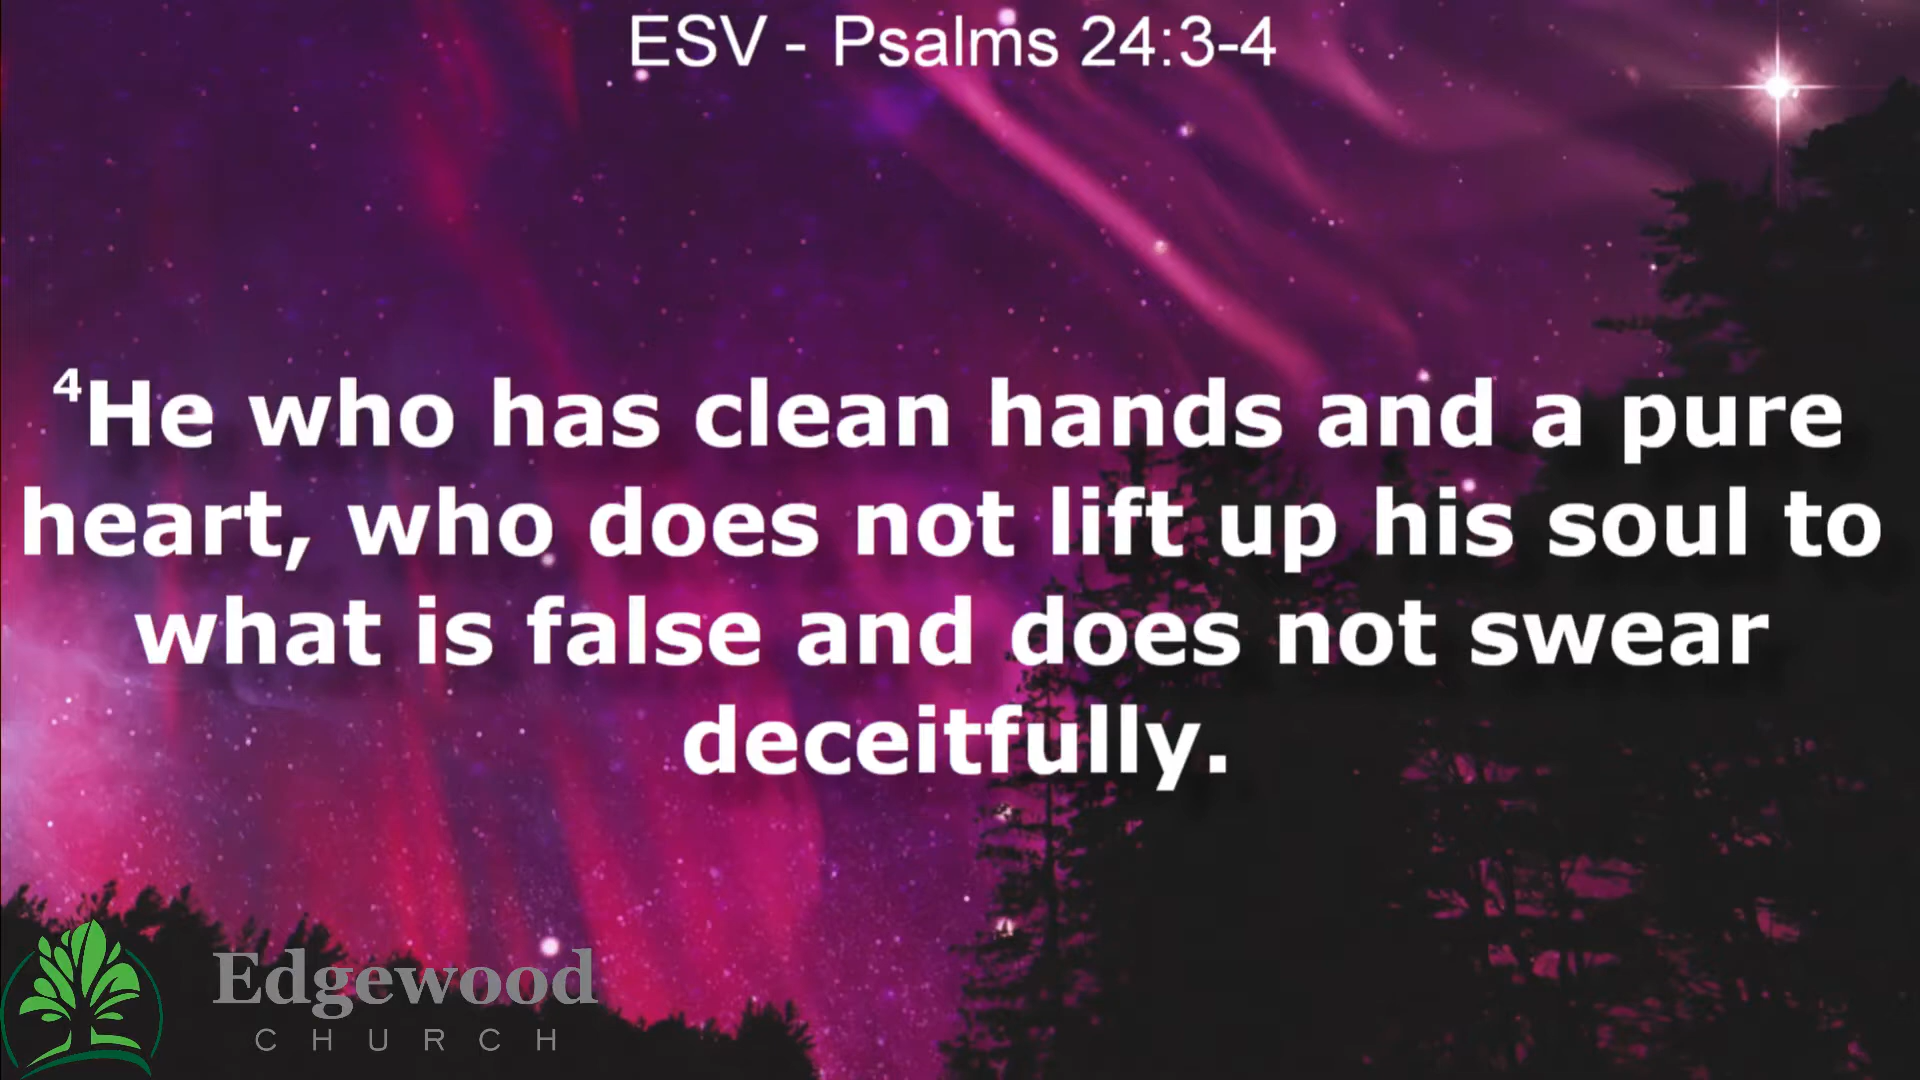 ESV - Psalms 24:3-4
⁴He who has clean hands and a pure
heart, who does not lift up his soul to
what is false and does not swear
deceitfully.
Edgewood
CHURCH